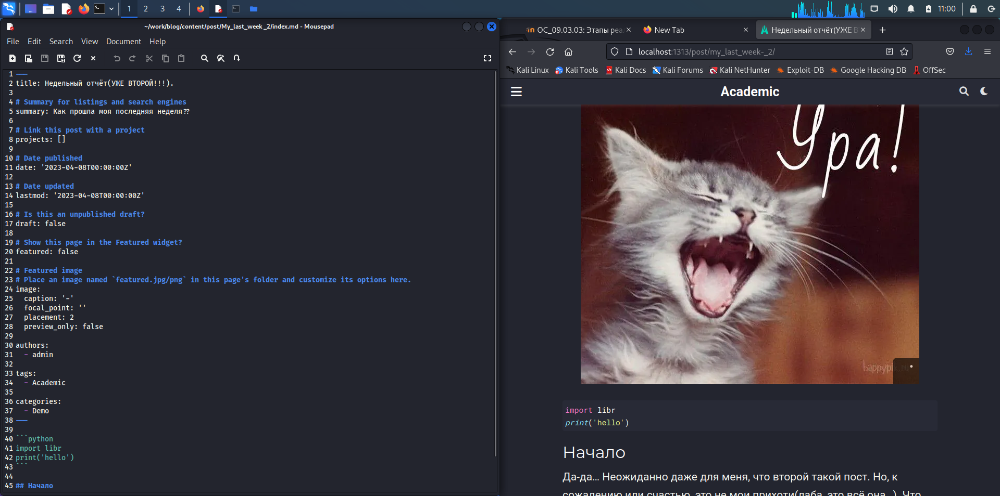 1 2 3 4
11:00
~/work/blog/content/post/My_last_week_2/index.md - Mousepad
File Edit Search View Document Help
1 ---
2 title: Недельный отчёт(УЖЕ ВТОРОЙ!!!).
3
4 # Summary for listings and search engines
5 summary: Как прошла моя последняя неделя??
6
7 # Link this post with a project
8 projects: []
9
10 # Date published
11 date: '2023-04-08T00:00:00Z'
12
13 # Date updated
14 lastmod: '2023-04-08T00:00:00Z'
15
16 # Is this an unpublished draft?
17 draft: false
18
19 # Show this page in the Featured widget?
20 featured: false
21
22 # Featured image
23 # Place an image named `featured.jpg/png` in this page's folder and customize its options here.
24 image:
25   caption: '-'
26   focal_point: ''
27   placement: 2
28   preview_only: false
29
30 authors:
31   - admin
32
33 tags:
34   - Academic
35
36 categories:
37   - Demo
38 ---
39
40 ```python
41 import libr
42 print('hello')
43 ```
44
45 ## Начало
ОС_09.03.03: Этапы реа
New Tab
Недельный отчёт(УЖЕ В
localhost:1313/post/my_last_week-_2/
Kali Linux Kali Tools Kali Docs Kali Forums Kali NetHunter Exploit-DB Google Hacking DB OffSec
Academic
Ура!
import libr
print('hello')
Начало
Да-да... Неожиданно даже для меня, что второй такой пост. Но, к
сожалению или счастью, это не мои прихоти(лаба, это всё она...). Что